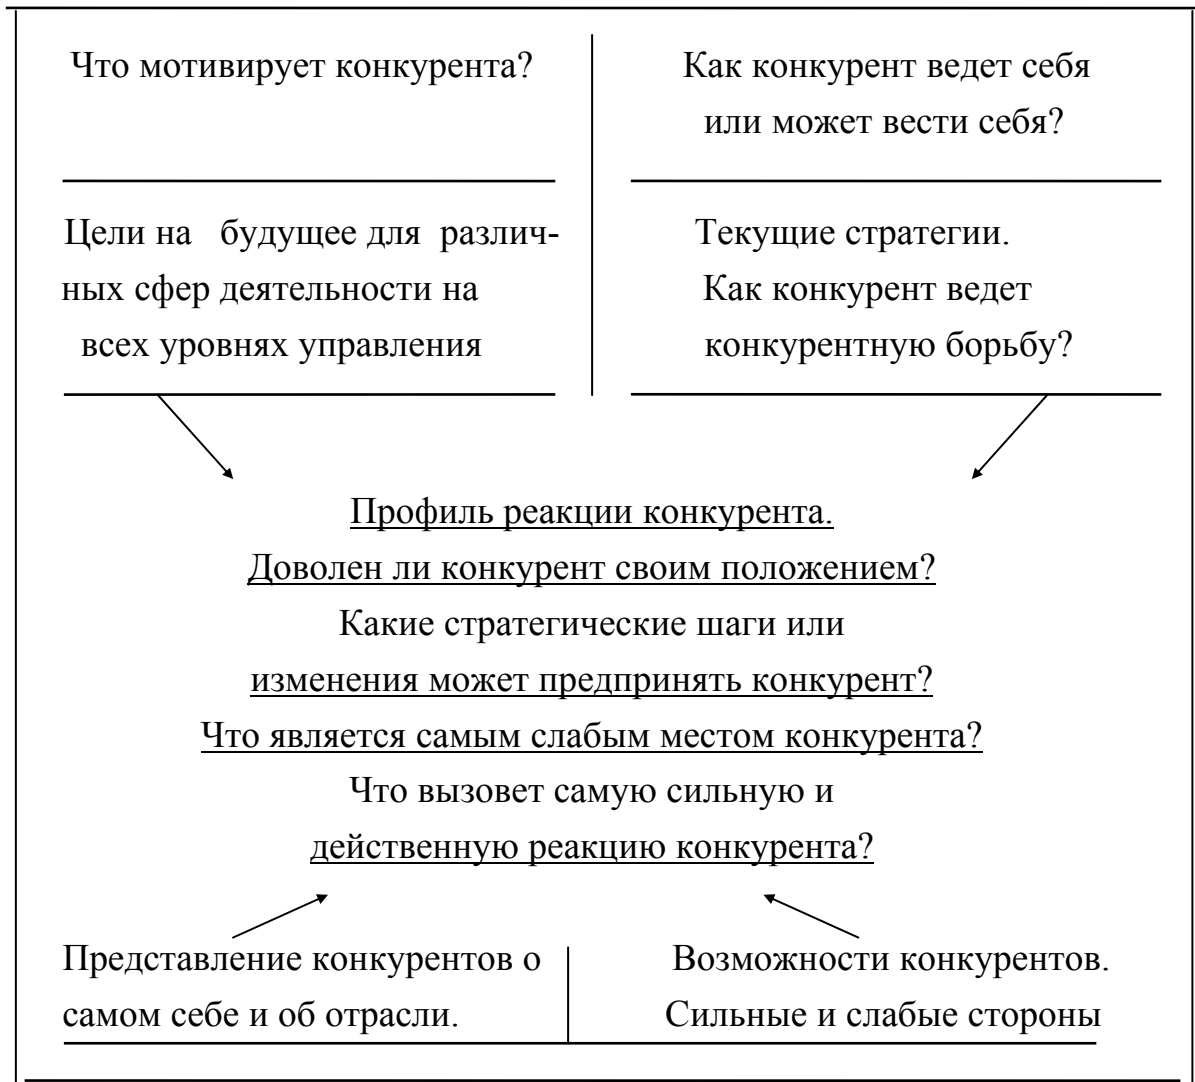 Что мотивирует конкурента?
Как конкурент ведет себя
или может вести себя?
Цели на будущее для различ-
ных сфер деятельности на
всех уровнях управления
Текущие стратегии.
Как конкурент ведет
конкурентную борьбу?
Профиль реакции конкурента.
Доволен ли конкурент своим положением?
Какие стратегические шаги или
изменения может предпринять конкурент?
Что является самым слабым местом конкурента?
Что вызовет самую сильную и
действенную реакцию конкурента?
Представление конкурентов о
самом себе и об отрасли.
Возможности конкурентов.
Сильные и слабые стороны